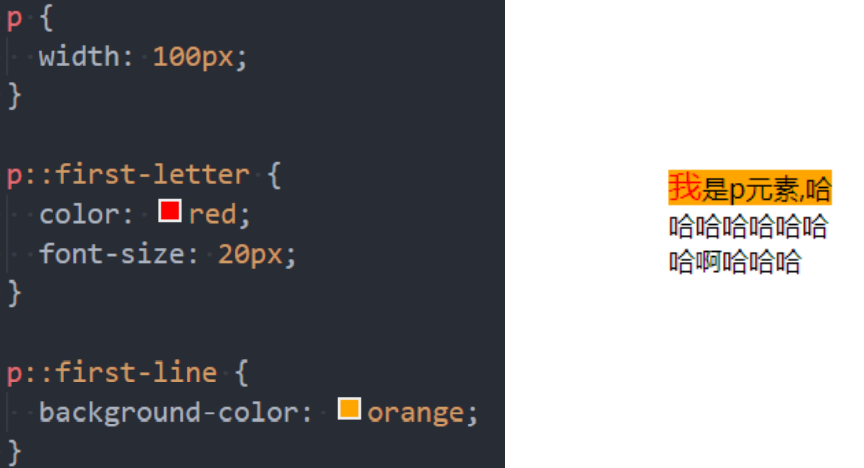 p {
  width: 100px;
}
p::first-letter {
  color: red;
  font-size: 20px;
}
p::first-line {
  background-color: orange;
}
我是p元素,哈
哈哈哈哈哈哈
哈啊哈哈哈